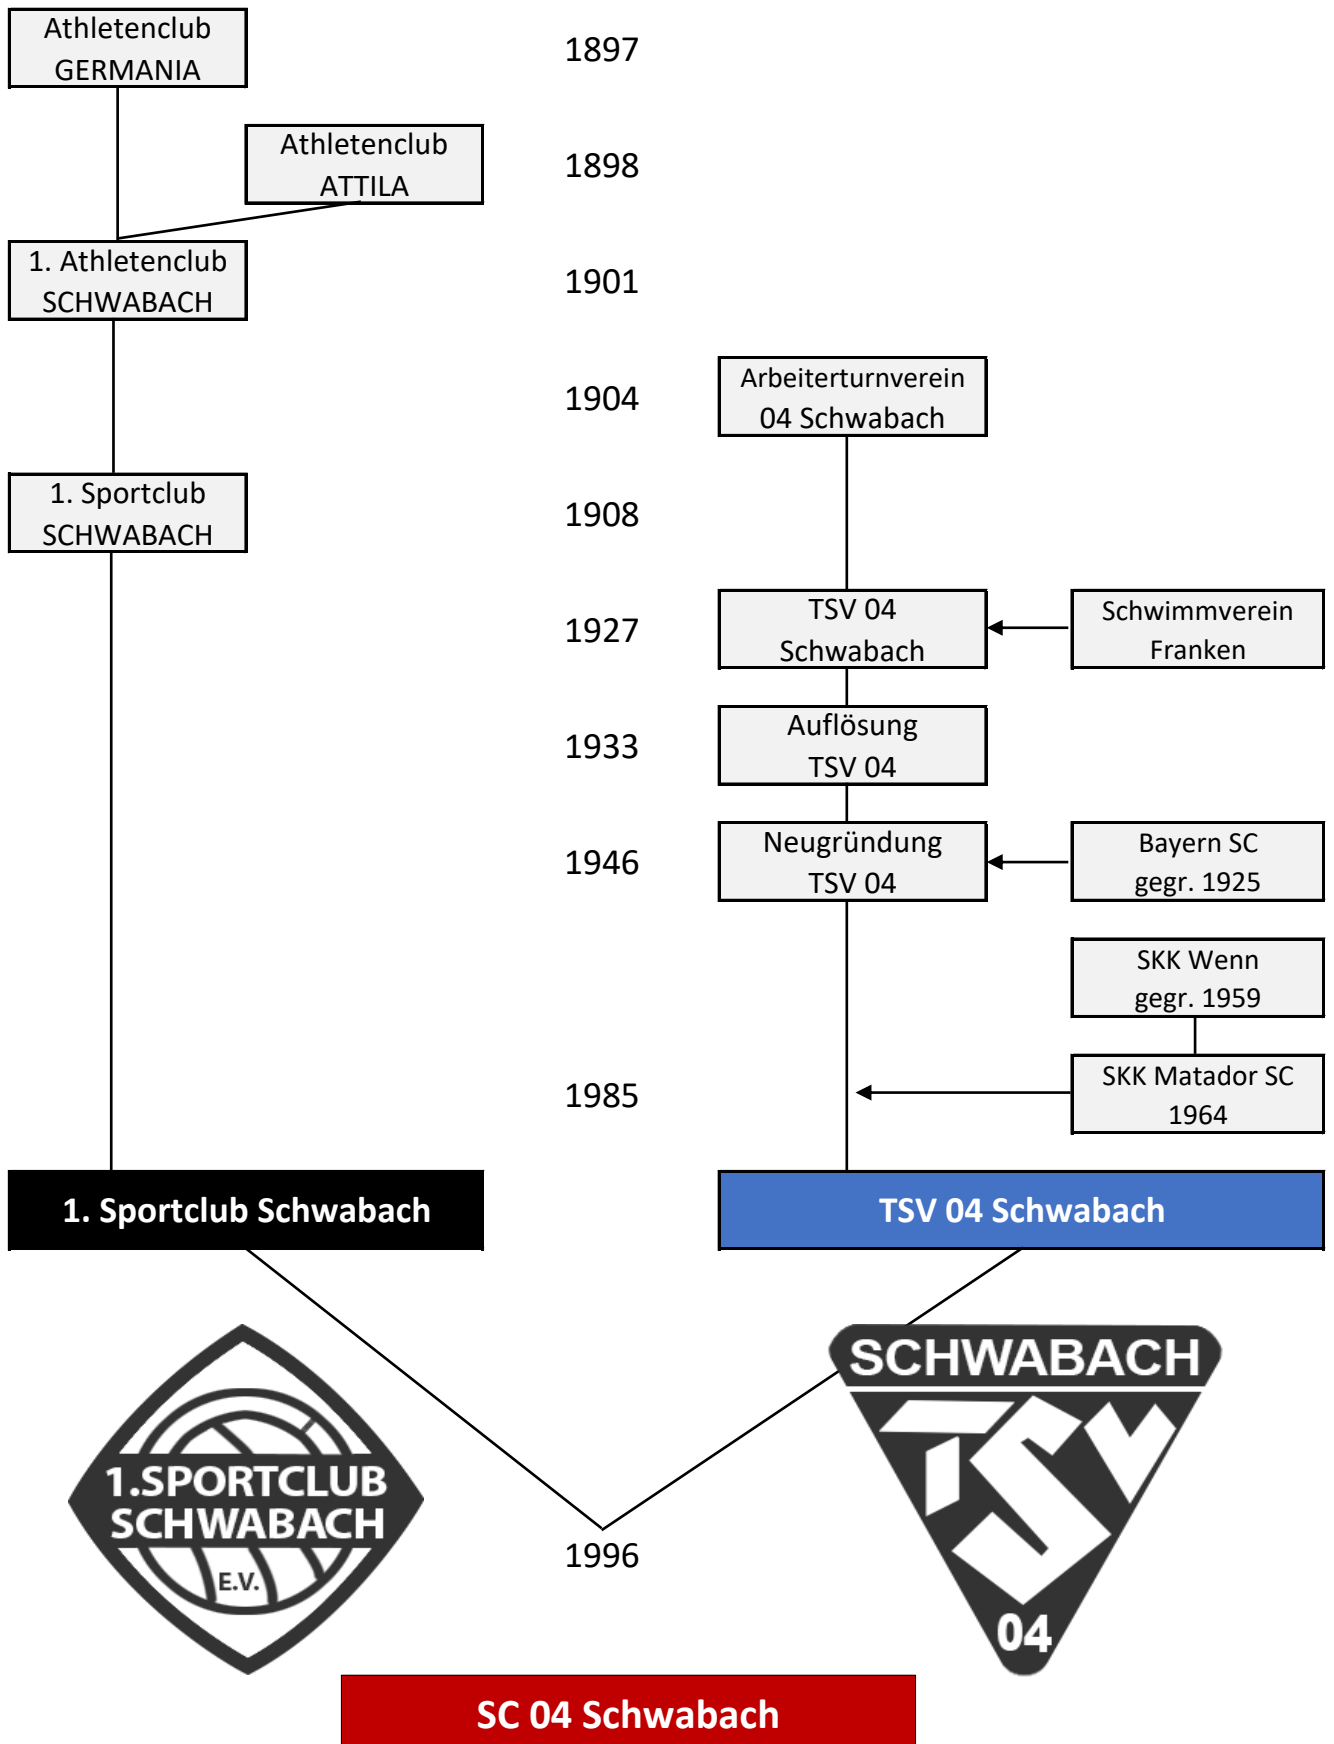 Athletenclub
GERMANIA
1897
Athletenclub
ATTILA
1898
1. Athletenclub
SCHWABACH
1901
1904
Arbeiterturnverein
04 Schwabach
1. Sportclub
SCHWABACH
1908
1927
TSV 04
Schwabach
Schwimmverein
Franken
1933
Auflösung
TSV 04
1946
Neugründung
TSV 04
Bayern SC
gegr. 1925
SKK Wenn
gegr. 1959
1985
SKK Matador SC
1964
1. Sportclub Schwabach
TSV 04 Schwabach
1.SPORTCLUB
SCHWABACH
E.V.
SCHWABACH
TSV
04
1996
SC 04 Schwabach